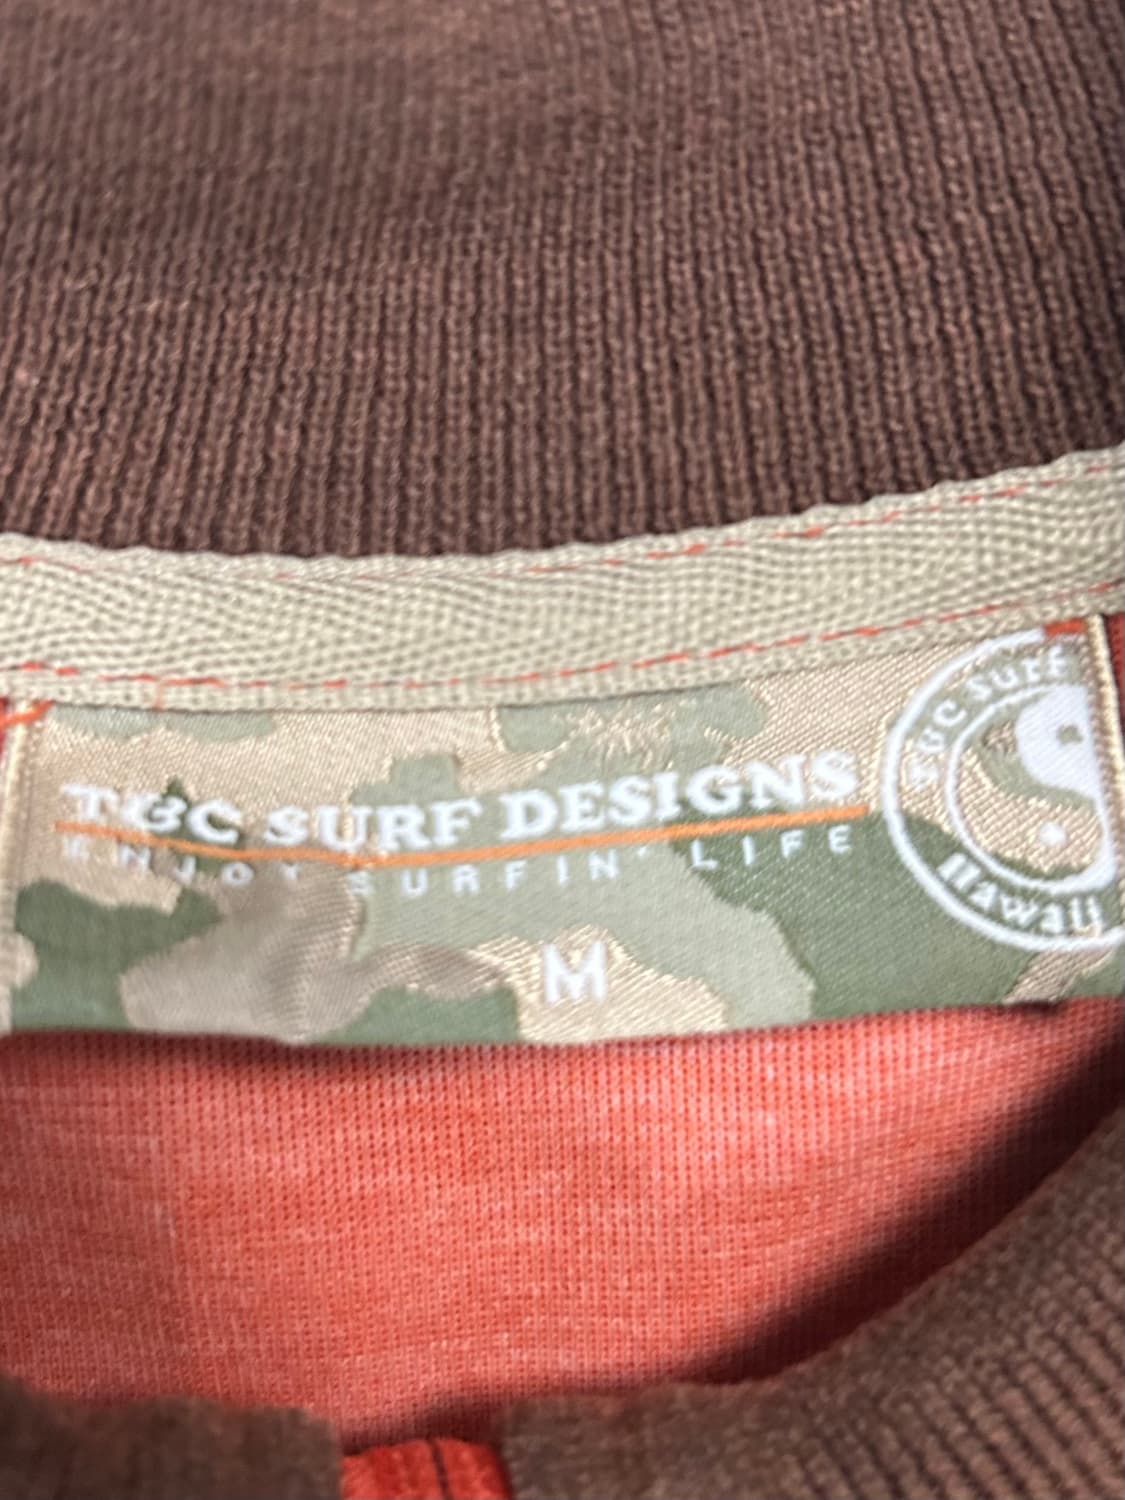 T&C SURF DESIGNS
ENJOY SURFIN' LIFE
M
T&C Surf
Hawaii